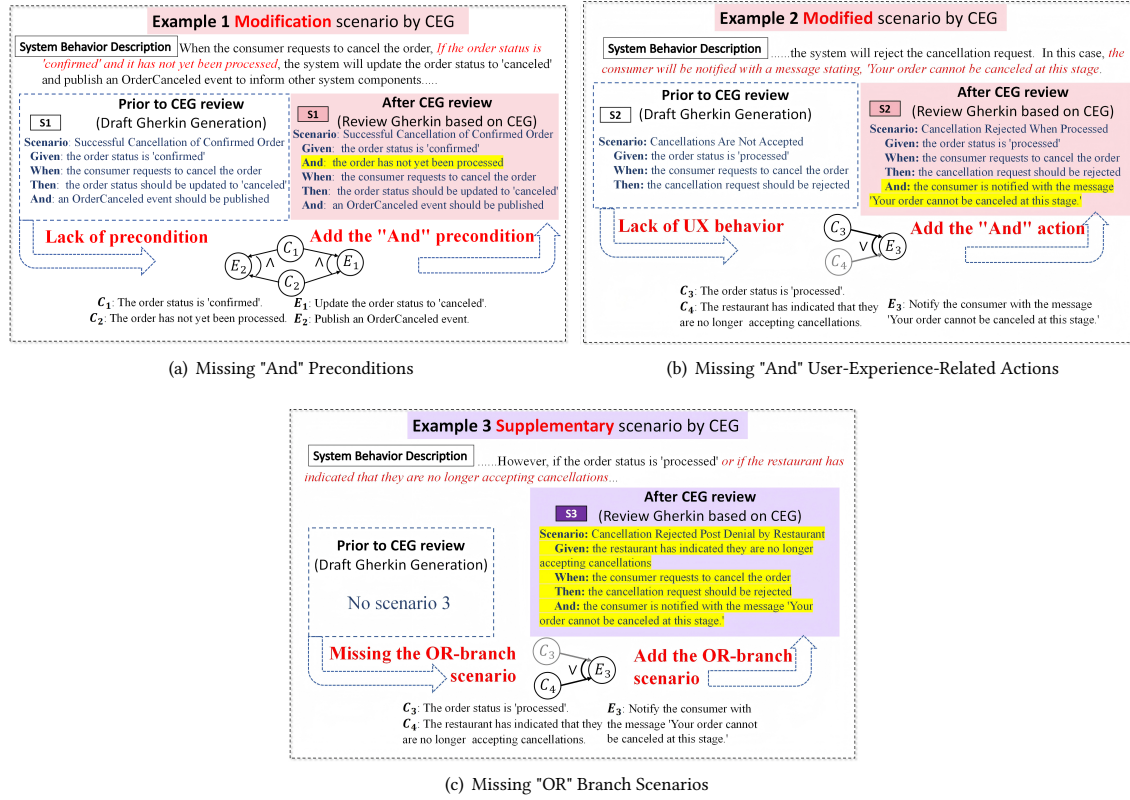 Example 1 Modification scenario by CEG
System Behavior Description When the consumer requests to cancel the order, If the order status is
'confirmed' and it has not yet been processed, the system will update the order status to 'canceled'
and publish an OrderCanceled event to inform other system components.....
Prior to CEG review
S1 (Draft Gherkin Generation)
Scenario: Successful Cancellation of Confirmed Order
Given: the order status is 'confirmed'
When: the consumer requests to cancel the order
Then: the order status should be updated to 'canceled'
And: an OrderCanceled event should be published
After CEG review
S1 (Review Gherkin based on CEG)
Scenario: Successful Cancellation of Confirmed Order
Given: the order status is 'confirmed'
And: the order has not yet been processed
When: the consumer requests to cancel the order
Then: the order status should be updated to 'canceled'
And: an OrderCanceled event should be published
Lack of precondition
Add the "And" precondition
C1
E2 ∧ ∧ E1
C2
C1: The order status is 'confirmed'.
C2: The order has not yet been processed.
E1: Update the order status to 'canceled'.
E2: Publish an OrderCanceled event.
(a) Missing "And" Preconditions
Example 2 Modified scenario by CEG
System Behavior Description ......the system will reject the cancellation request. In this case, the
consumer will be notified with a message stating, 'Your order cannot be canceled at this stage.
Prior to CEG review
S2 (Draft Gherkin Generation)
Scenario: Cancellations Are Not Accepted
Given: the order status is 'processed'
When: the consumer requests to cancel the order
Then: the cancellation request should be rejected
After CEG review
S2 (Review Gherkin based on CEG)
Scenario: Cancellation Rejected When Processed
Given: the order status is 'processed'
When: the consumer requests to cancel the order
Then: the cancellation request should be rejected
And: the consumer is notified with the message
'Your order cannot be canceled at this stage.'
Lack of UX behavior
Add the "And" action
C3
∨ E3
C4
C3: The order status is 'processed'.
C4: The restaurant has indicated that they
are no longer accepting cancellations.
E3: Notify the consumer with the message
'Your order cannot be canceled at this stage.'
(b) Missing "And" User-Experience-Related Actions
Example 3 Supplementary scenario by CEG
System Behavior Description ......However, if the order status is 'processed' or if the restaurant has
indicated that they are no longer accepting cancellations...
Prior to CEG review
(Draft Gherkin Generation)
No scenario 3
After CEG review
S3 (Review Gherkin based on CEG)
Scenario: Cancellation Rejected Post Denial by Restaurant
Given: the restaurant has indicated they are no longer
accepting cancellations
When: the consumer requests to cancel the order
Then: the cancellation request should be rejected
And: the consumer is notified with the message 'Your
order cannot be canceled at this stage.'
Missing the OR-branch
scenario
Add the OR-branch
scenario
C3
∨ E3
C4
C3: The order status is 'processed'.
C4: The restaurant has indicated that they
are no longer accepting cancellations.
E3: Notify the consumer with
the message 'Your order cannot
be canceled at this stage.'
(c) Missing "OR" Branch Scenarios